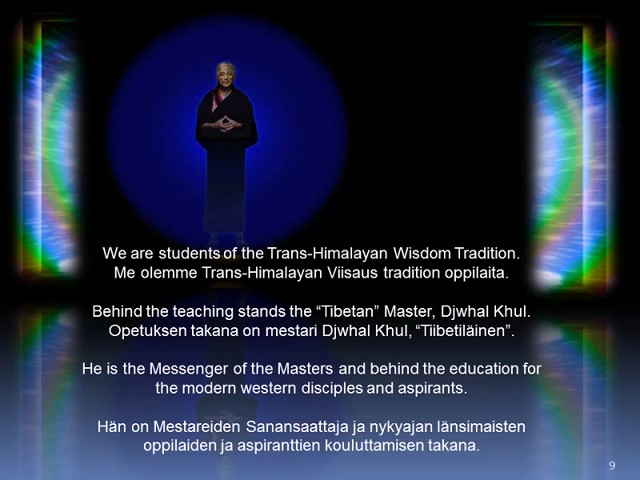 We are students of the Trans-Himalayan Wisdom Tradition.
Me olemme Trans-Himalayan Viisaus tradition oppilaita.
Behind the teaching stands the “Tibetan” Master, Djwhal Khul.
Opetuksen takana on mestari Djwhal Khul, “Tiibetiläinen”.
He is the Messenger of the Masters and behind the education for
the modern western disciples and aspirants.
Hän on Mestareiden Sanansaattaja ja nykyajan länsimaisten
oppilaiden ja aspiranttien kouluttamisen takana.
9